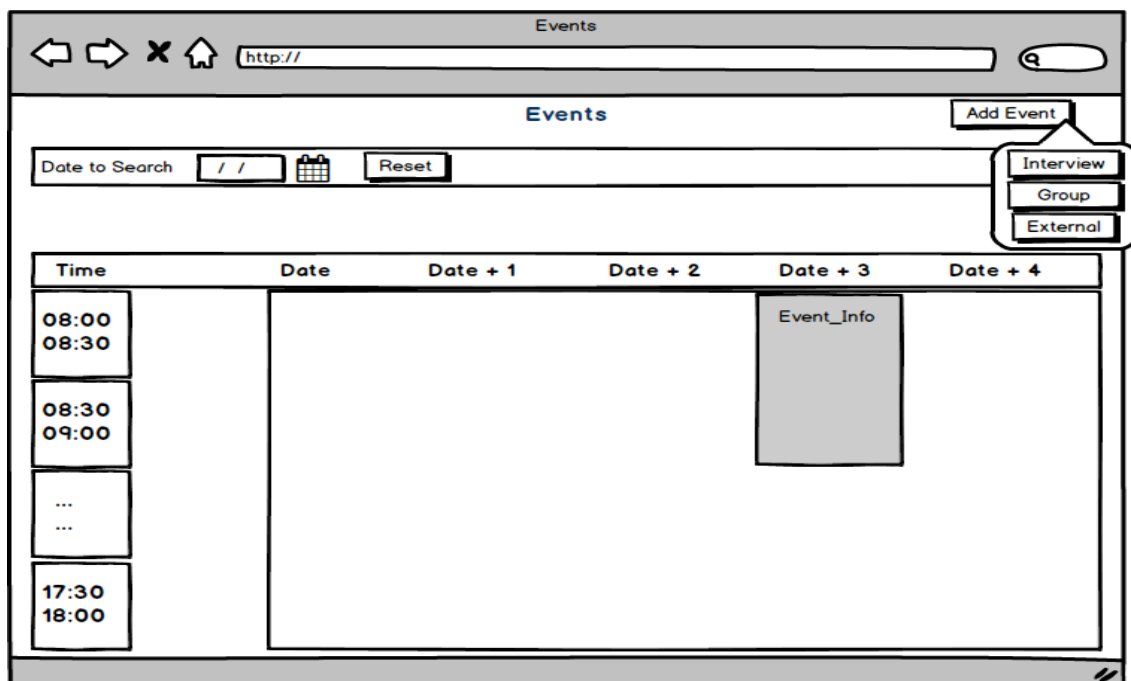 Events
http://
Events
Add Event
Date to Search / / Reset
Interview
Group
External
Time Date Date + 1 Date + 2 Date + 3 Date + 4
08:00
08:30
Event_Info
08:30
09:00
...
...
17:30
18:00